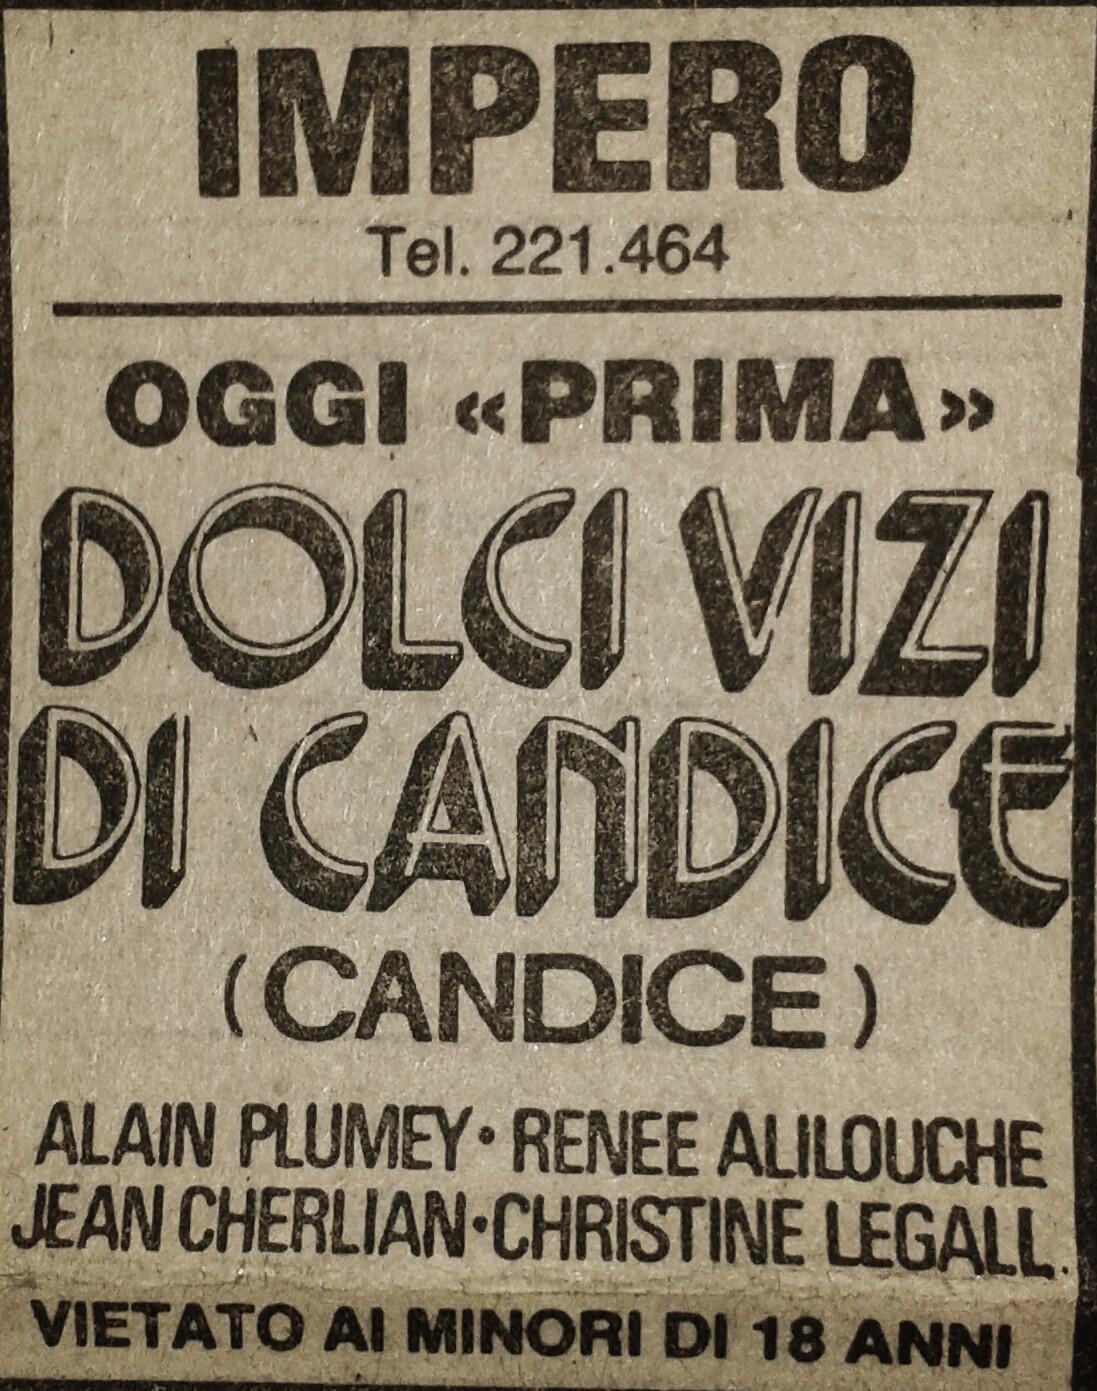 IMPERO
Tel. 221.464
OGGI «PRIMA»
DOLCI VIZI
DI CANDICE
(CANDICE)
ALAIN PLUMEY • RENEE ALILOUCHE
JEAN CHERLIAN • CHRISTINE LEGALL.
VIETATO AI MINORI DI 18 ANNI